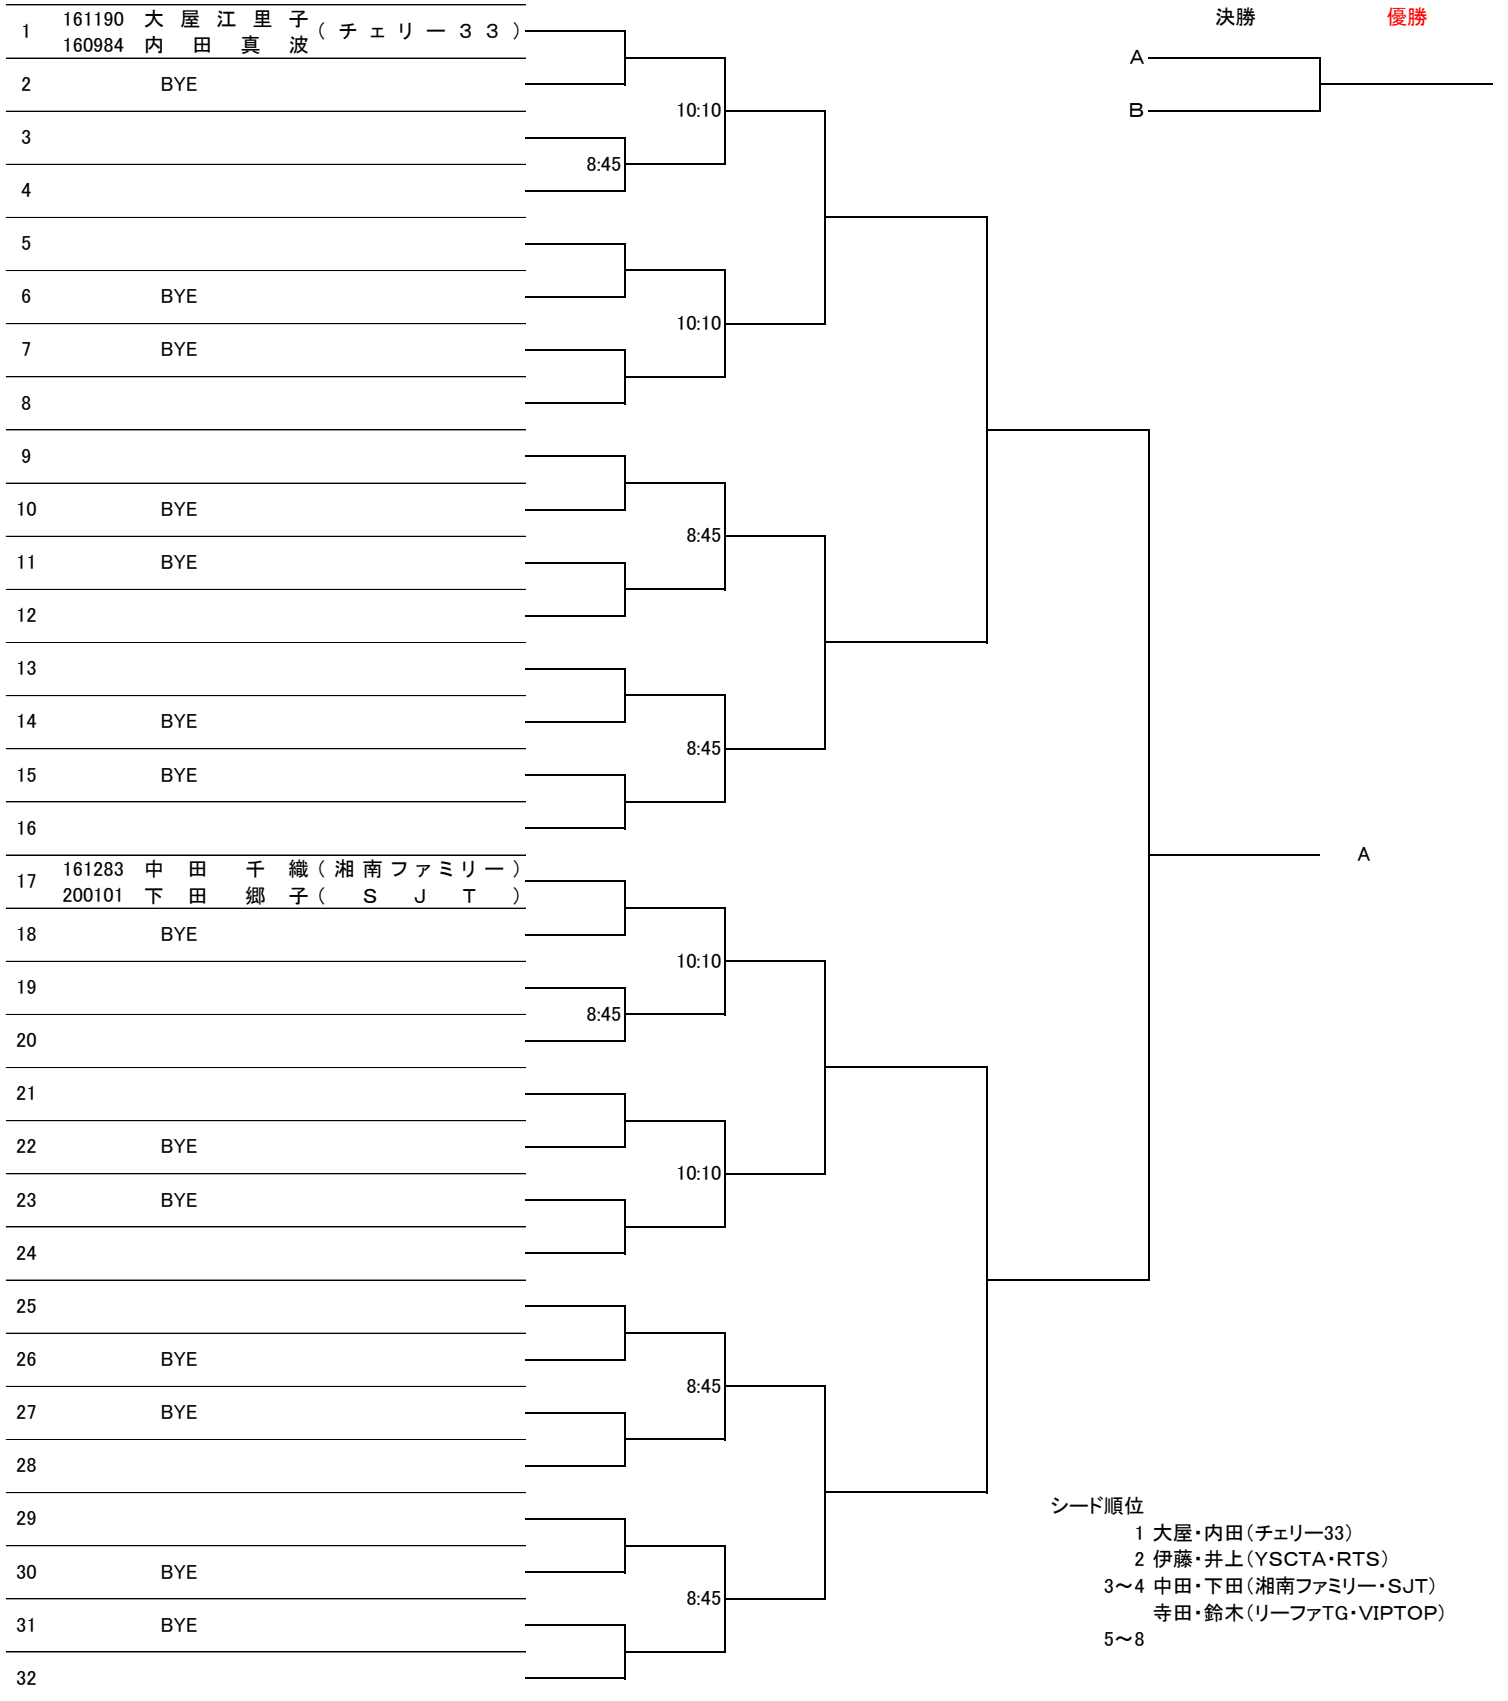 決勝 優勝
A
B
1 161190 大屋江里子(チェリー33)
160984 内田真波
2 BYE
10:10
3
8:45
4
5
6 BYE
10:10
7 BYE
8
9
10 BYE
8:45
11 BYE
12
13
14 BYE
8:45
15 BYE
16
A
17 161283 中田千織(湘南ファミリー)
200101 下田郷子(SJT)
18 BYE
10:10
19
8:45
20
21
22 BYE
10:10
23 BYE
24
25
26 BYE
8:45
27 BYE
28
29
30 BYE
8:45
31 BYE
32
シード順位
1 大屋・内田(チェリー33)
2 伊藤・井上(YSCTA・RTS)
3～4 中田・下田(湘南ファミリー・SJT)
寺田・鈴木(リーファTG・VIPTOP)
5～8